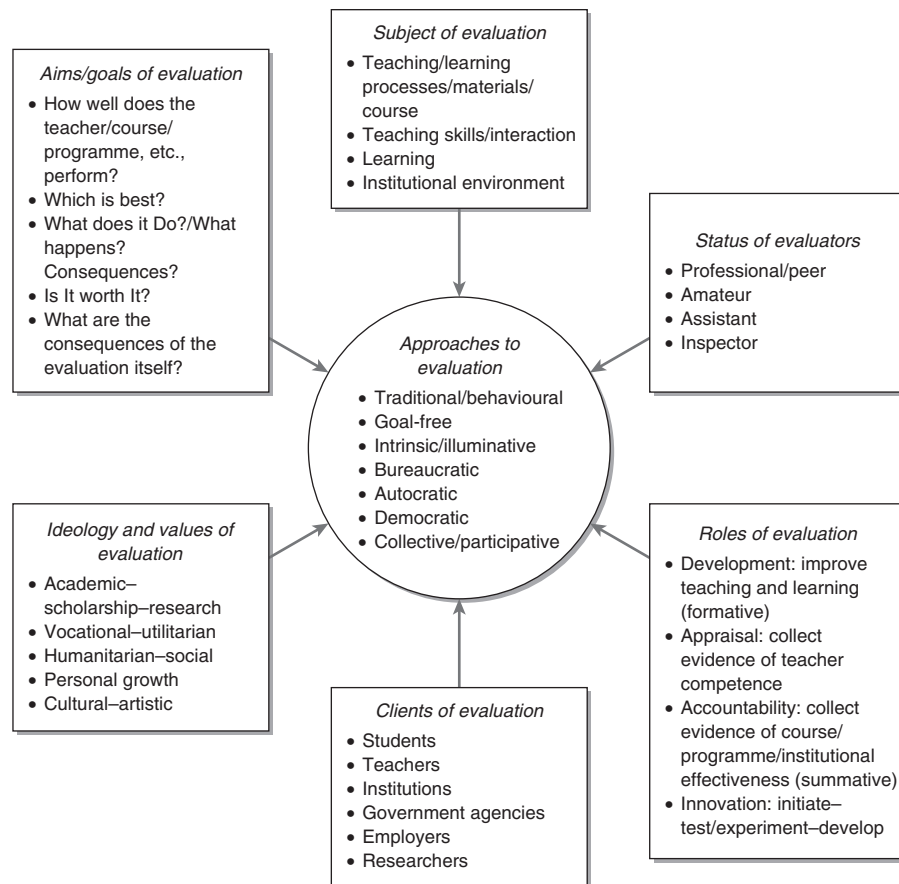 Subject of evaluation
• Teaching/learning
processes/materials/
course
• Teaching skills/interaction
• Learning
• Institutional environment
Aims/goals of evaluation
• How well does the
teacher/course/
programme, etc.,
perform?
• Which is best?
• What does it Do?/What
happens?
Consequences?
• Is It worth It?
• What are the
consequences of the
evaluation itself?
Status of evaluators
• Professional/peer
• Amateur
• Assistant
• Inspector
Approaches to
evaluation
• Traditional/behavioural
• Goal-free
• Intrinsic/illuminative
• Bureaucratic
• Autocratic
• Democratic
• Collective/participative
Ideology and values of
evaluation
• Academic–
scholarship–research
• Vocational–utilitarian
• Humanitarian–social
• Personal growth
• Cultural–artistic
Roles of evaluation
• Development: improve
teaching and learning
(formative)
• Appraisal: collect
evidence of teacher
competence
• Accountability: collect
evidence of course/
programme/institutional
effectiveness (summative)
• Innovation: initiate–
test/experiment–develop
Clients of evaluation
• Students
• Teachers
• Institutions
• Government agencies
• Employers
• Researchers